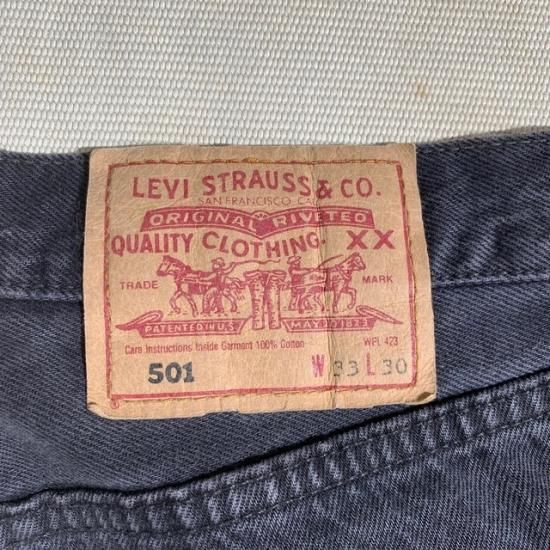 LEVI STRAUSS & CO.
SAN FRANCISCO, CAL
ORIGINAL RIVETED
QUALITY CLOTHING. XX
TRADE MARK
PATENTED IN U.S. MAY 20 1873
Care Instructions Inside Garment 100% Cotton WPL 423
501 W 33 L 30
®